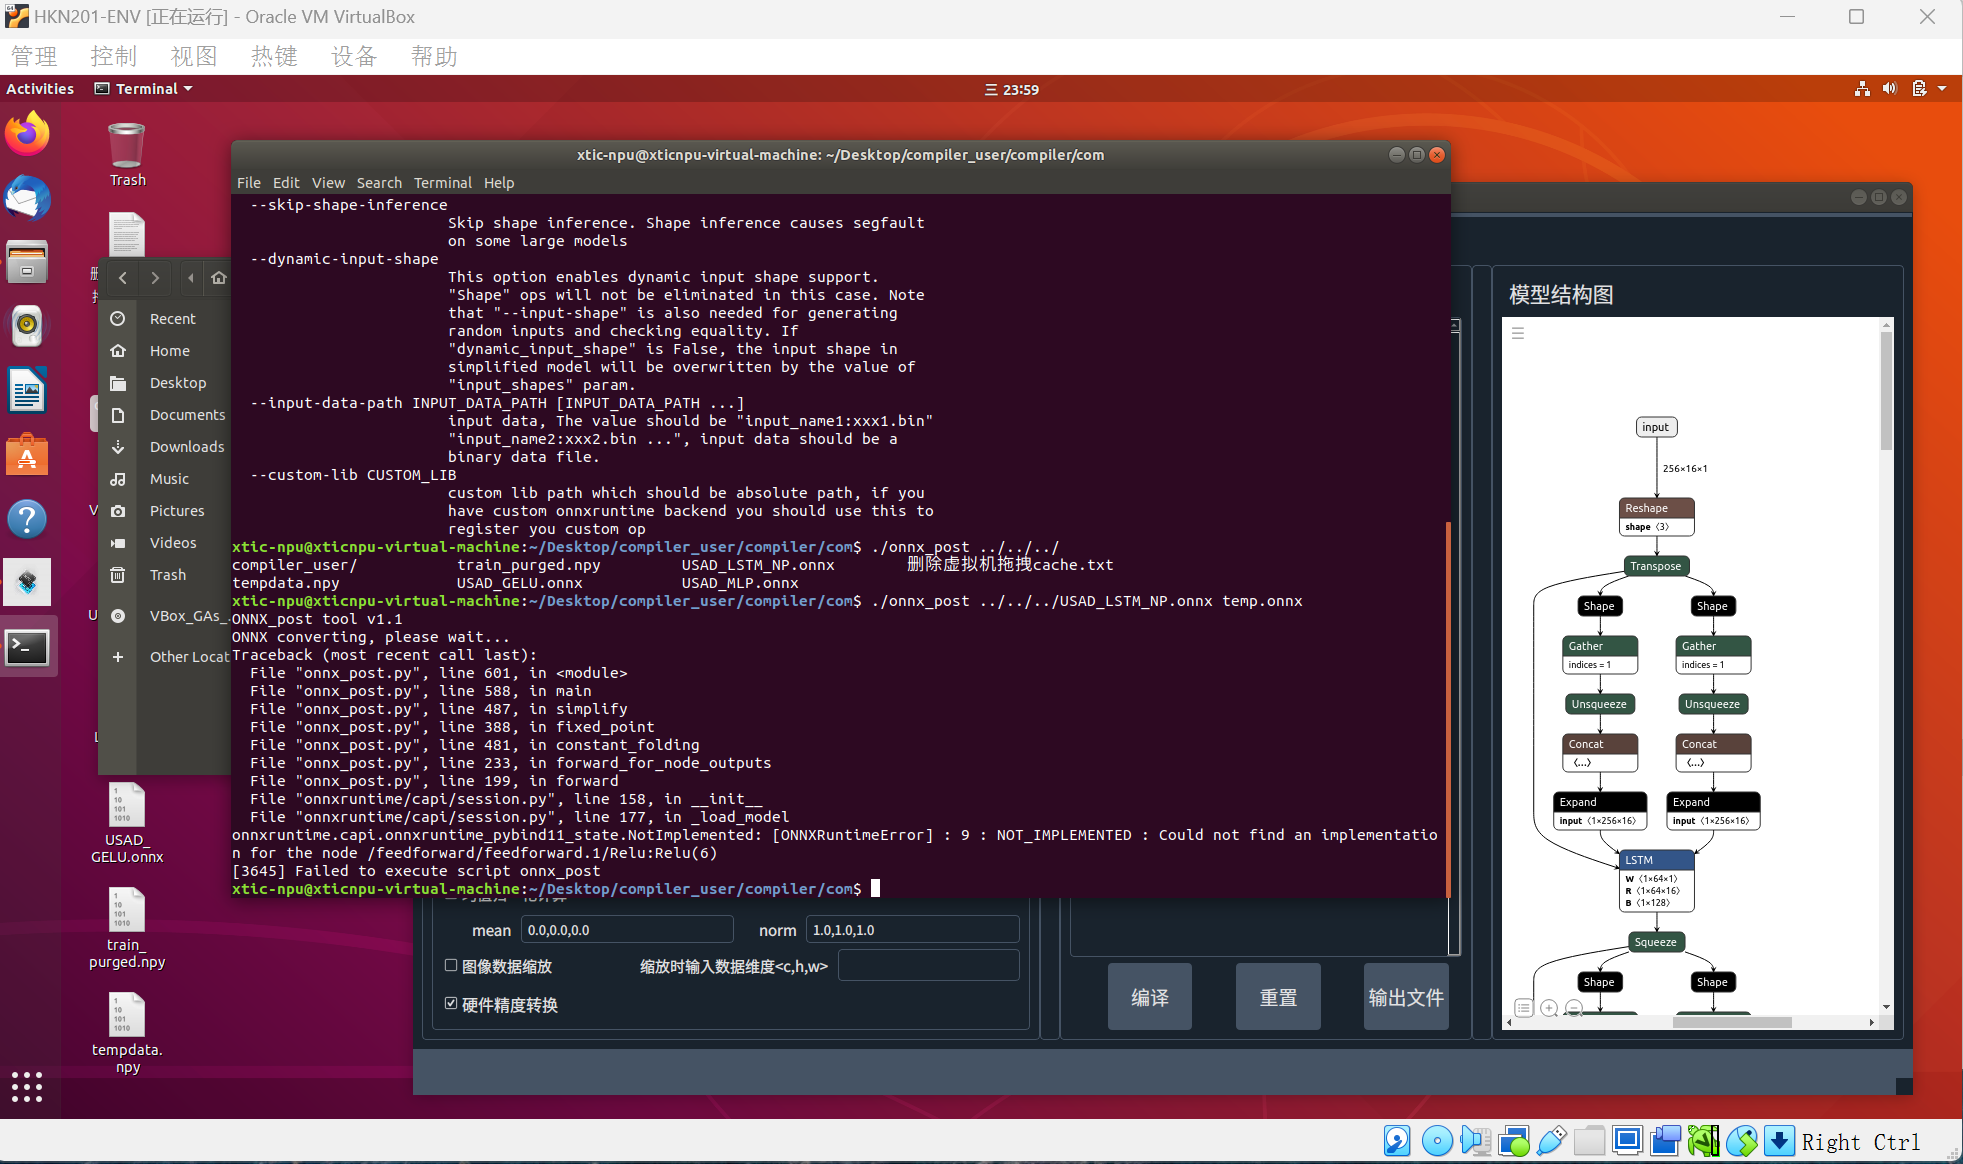 HKN201-ENV [正在运行] - Oracle VM VirtualBox
管理 控制 视图 热键 设备 帮助
Activities Terminal 三 23:59
Trash
xtic-npu@xticnpu-virtual-machine: ~/Desktop/compiler_user/compiler/com
File Edit View Search Terminal Help
--skip-shape-inference
Skip shape inference. Shape inference causes segfault
on some large models
--dynamic-input-shape
This option enables dynamic input shape support.
"Shape" ops will not be eliminated in this case. Note
that "--input-shape" is also needed for generating
random inputs and checking equality. If
"dynamic_input_shape" is False, the input shape in
simplified model will be overwritten by the value of
"input_shapes" param.
--input-data-path INPUT_DATA_PATH [INPUT_DATA_PATH ...]
input data, The value should be "input_name1:xxx1.bin"
"input_name2:xxx2.bin ...", input data should be a
binary data file.
--custom-lib CUSTOM_LIB
custom lib path which should be absolute path, if you
have custom onnxruntime backend you should use this to
register you custom op
xtic-npu@xticnpu-virtual-machine:~/Desktop/compiler_user/compiler/com$ ./onnx_post ../../../
compiler_user/ train_purged.npy USAD_LSTM_NP.onnx 删除虚拟机拖拽cache.txt
tempdata.npy USAD_GELU.onnx USAD_MLP.onnx
xtic-npu@xticnpu-virtual-machine:~/Desktop/compiler_user/compiler/com$ ./onnx_post ../../../USAD_LSTM_NP.onnx temp.onnx
ONNX_post tool v1.1
ONNX converting, please wait...
Traceback (most recent call last):
File "onnx_post.py", line 601, in <module>
File "onnx_post.py", line 588, in main
File "onnx_post.py", line 487, in simplify
File "onnx_post.py", line 388, in fixed_point
File "onnx_post.py", line 481, in constant_folding
File "onnx_post.py", line 233, in forward_for_node_outputs
File "onnx_post.py", line 199, in forward
File "onnxruntime/capi/session.py", line 158, in __init__
File "onnxruntime/capi/session.py", line 177, in _load_model
onnxruntime.capi.onnxruntime_pybind11_state.NotImplemented: [ONNXRuntimeError] : 9 : NOT_IMPLEMENTED : Could not find an implementatio
n for the node /feedforward/feedforward.1/Relu:Relu(6)
[3645] Failed to execute script onnx_post
xtic-npu@xticnpu-virtual-machine:~/Desktop/compiler_user/compiler/com$
Recent
Home
Desktop
Documents
Downloads
Music
Pictures
Videos
Trash
VBox_GAs_
Other Locat
USAD_
GELU.onnx
train_
purged.npy
tempdata.
npy
mean 0.0,0.0,0.0 norm 1.0,1.0,1.0
图像数据缩放 缩放时输入数据维度<c,h,w>
硬件精度转换
编译 重置 输出文件
模型结构图
input
256×16×1
Reshape
shape ⟨3⟩
Transpose
Shape Shape
Gather Gather
indices = 1 indices = 1
Unsqueeze Unsqueeze
Concat Concat
⟨...⟩ ⟨...⟩
Expand Expand
input ⟨1×256×16⟩ input ⟨1×256×16⟩
LSTM
W ⟨1×64×1⟩
R ⟨1×64×16⟩
B ⟨1×128⟩
Squeeze
Shape Shape
Right Ctrl